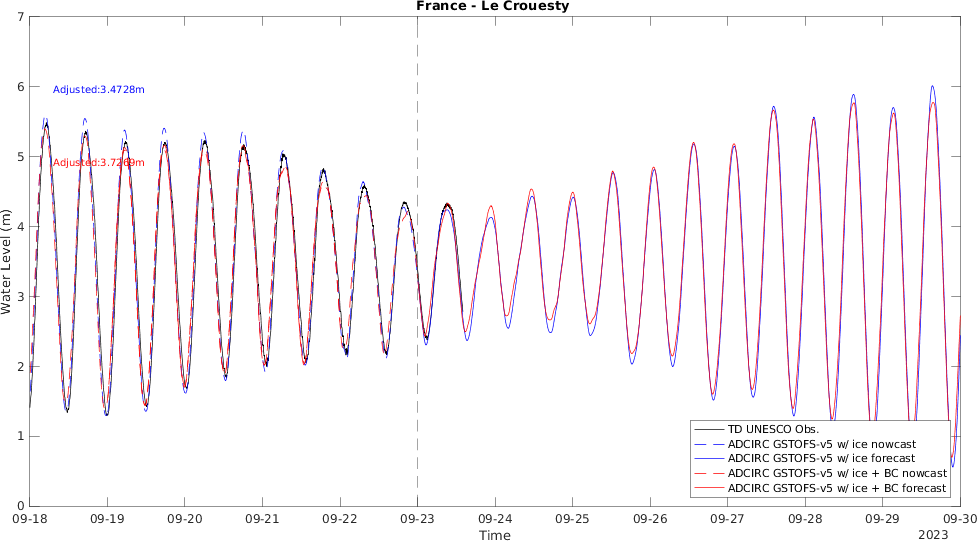 France - Le Crouesty
7
6
5
4
3
2
1
0
Water Level (m)
Adjusted:3.4728m
Adjusted:3.7269m
TD UNESCO Obs.
ADCIRC GSTOFS-v5 w/ ice nowcast
ADCIRC GSTOFS-v5 w/ ice forecast
ADCIRC GSTOFS-v5 w/ ice + BC nowcast
ADCIRC GSTOFS-v5 w/ ice + BC forecast
09-18 09-19 09-20 09-21 09-22 09-23 09-24 09-25 09-26 09-27 09-28 09-29 09-30
Time
2023